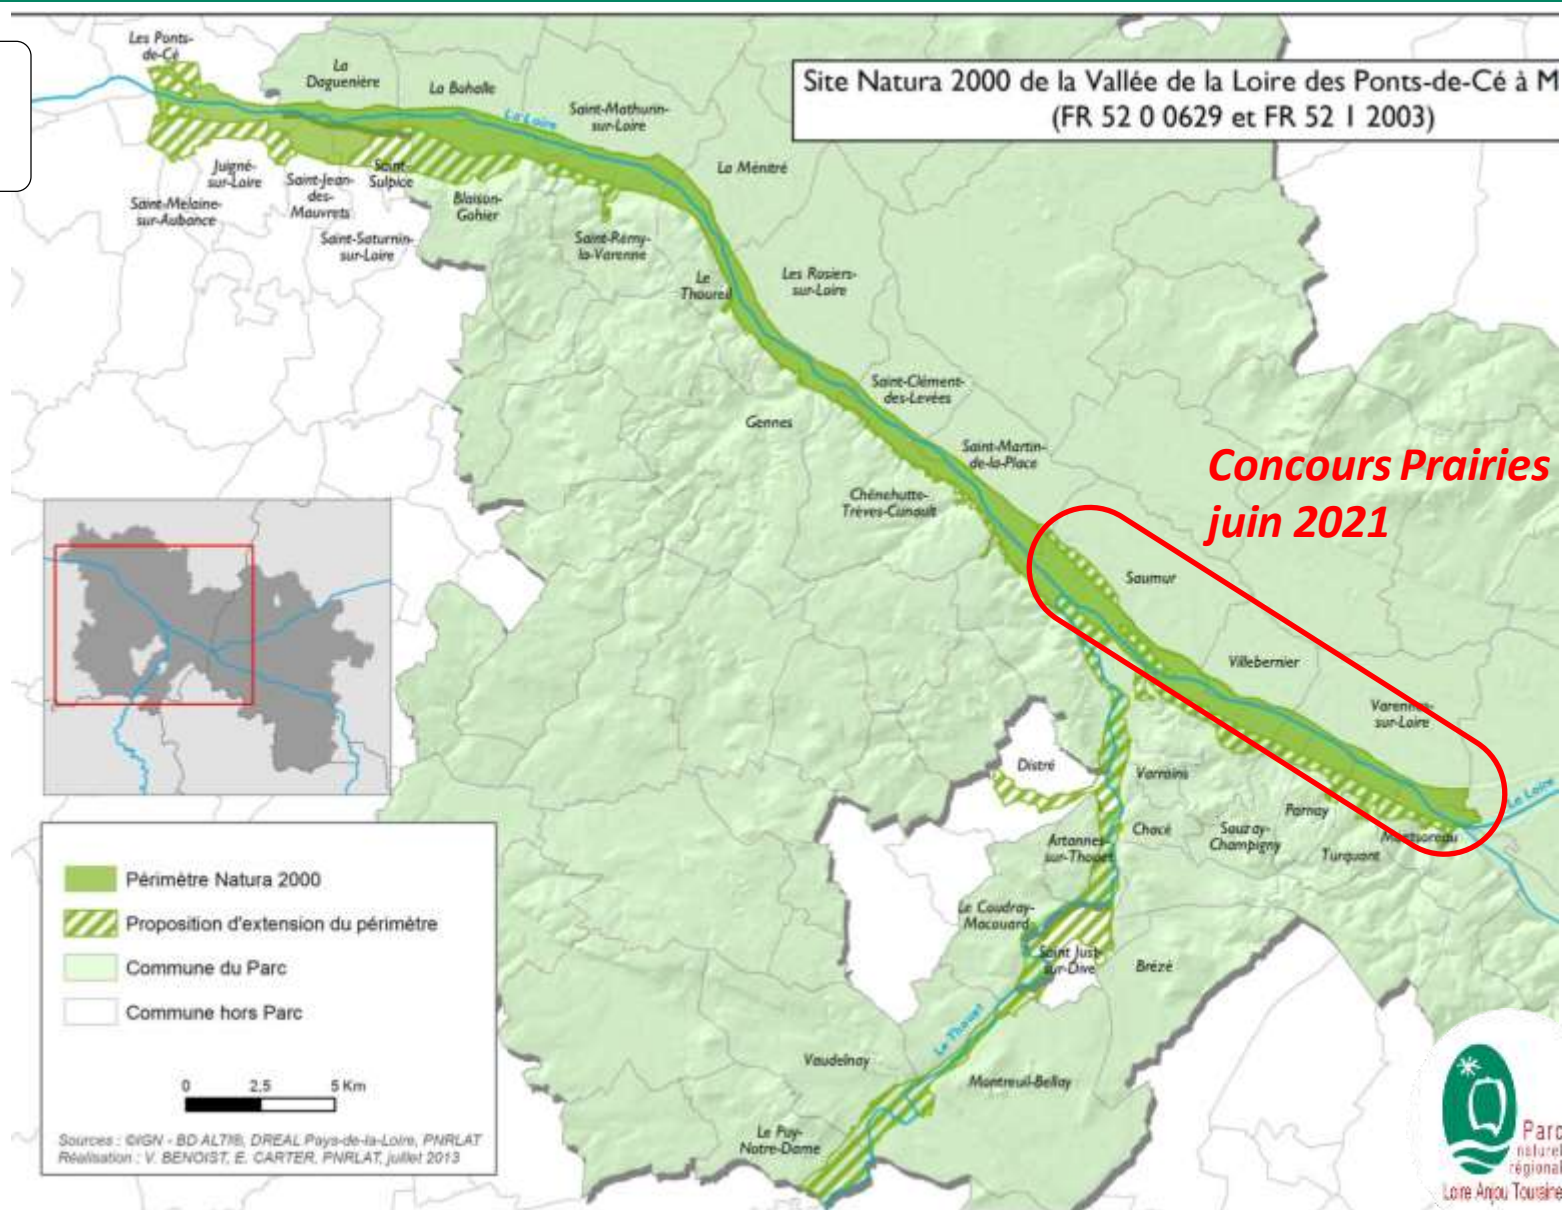 Site Natura 2000 de la Vallée de la Loire des Ponts-de-Cé à M
(FR 52 0 0629 et FR 52 1 2003)
Les Ponts-
de-Cé
La
Daguenière
La Bohalle
Saint-Mathurin-
sur-Loire
La Loire
La Ménitré
Juigné-
sur-Loire
Saint-Jean-
des-
Mauvrets
Saint-
Sulpice
Saint-Melaine-
sur-Aubance
Blaison-
Gohier
Saint-Saturnin-
sur-Loire
Saint-Rémy-
la-Varenne
Le
Thoureil
Les Rosiers-
sur-Loire
Saint-Clément-
des-Levées
Gennes
Saint-Martin-
de-la-Place
Chênehutte-
Trèves-Cunault
Concours Prairies
juin 2021
Saumur
Villebernier
Varennes-
sur-Loire
Distré
Varrains
La Loire
Parnay
Chacé
Souzay-
Champigny
Montsoreau
Turquant
Artannes-
sur-Thouet
Le Coudray-
Macouard
Saint Just-
sur-Dive
Brézé
Le Thouet
Vaudelnay
Montreuil-Bellay
Le Puy-
Notre-Dame
Périmètre Natura 2000
Proposition d'extension du périmètre
Commune du Parc
Commune hors Parc
0 2.5 5 Km
Sources : ©IGN - BD ALTI®, DREAL Pays-de-la-Loire, PNRLAT
Réalisation : V. BENOIST, E. CARTER, PNRLAT, juillet 2013
Parc
naturel
régional
Loire Anjou Touraine